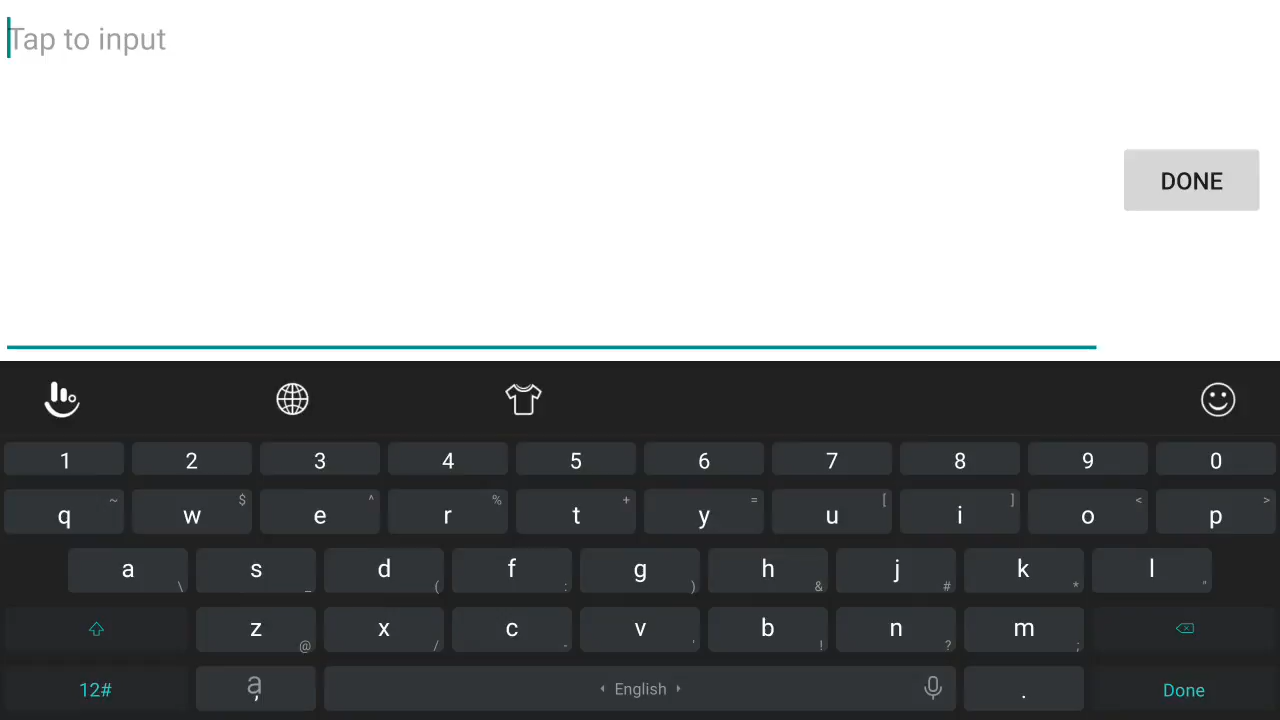 Tap to input
DONE
1 2 3 4 5 6 7 8 9 0
q ~ w $ e ^ r % t + y = u [ i ] o < p >
a \ s _ d ( f : g ) h & j # k * l "
z @ x / c - v ' b ! n ? m ;
12# a , English . Done